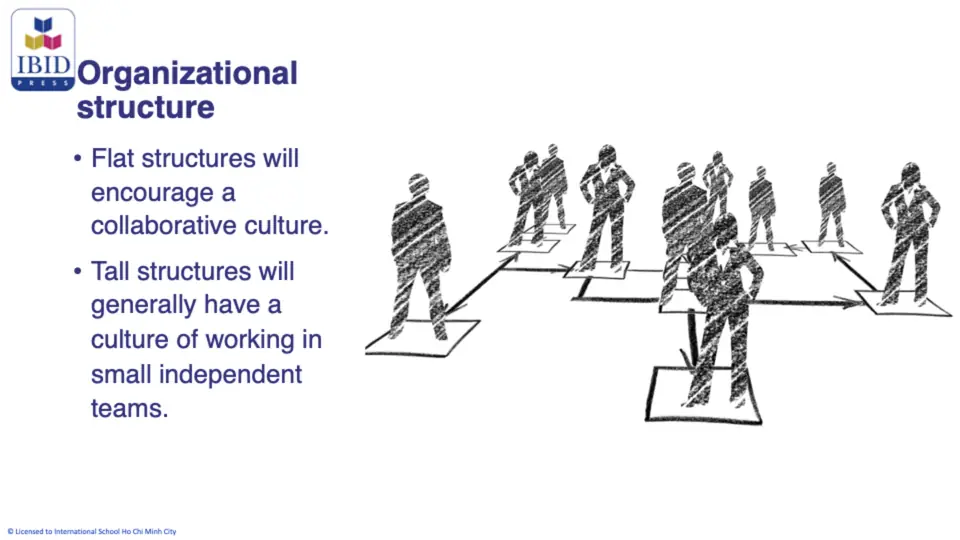 IBID
PRESS
Organizational
structure
• Flat structures will
encourage a
collaborative culture.
• Tall structures will
generally have a
culture of working in
small independent
teams.
© Licensed to International School Ho Chi Minh City